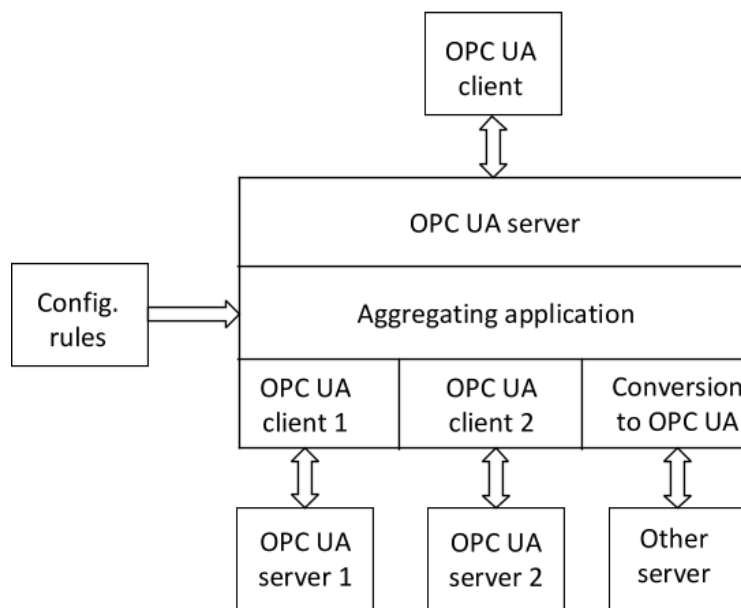 OPC UA
client
OPC UA server
Config.
rules
Aggregating application
OPC UA
client 1
OPC UA
client 2
Conversion
to OPC UA
OPC UA
server 1
OPC UA
server 2
Other
server